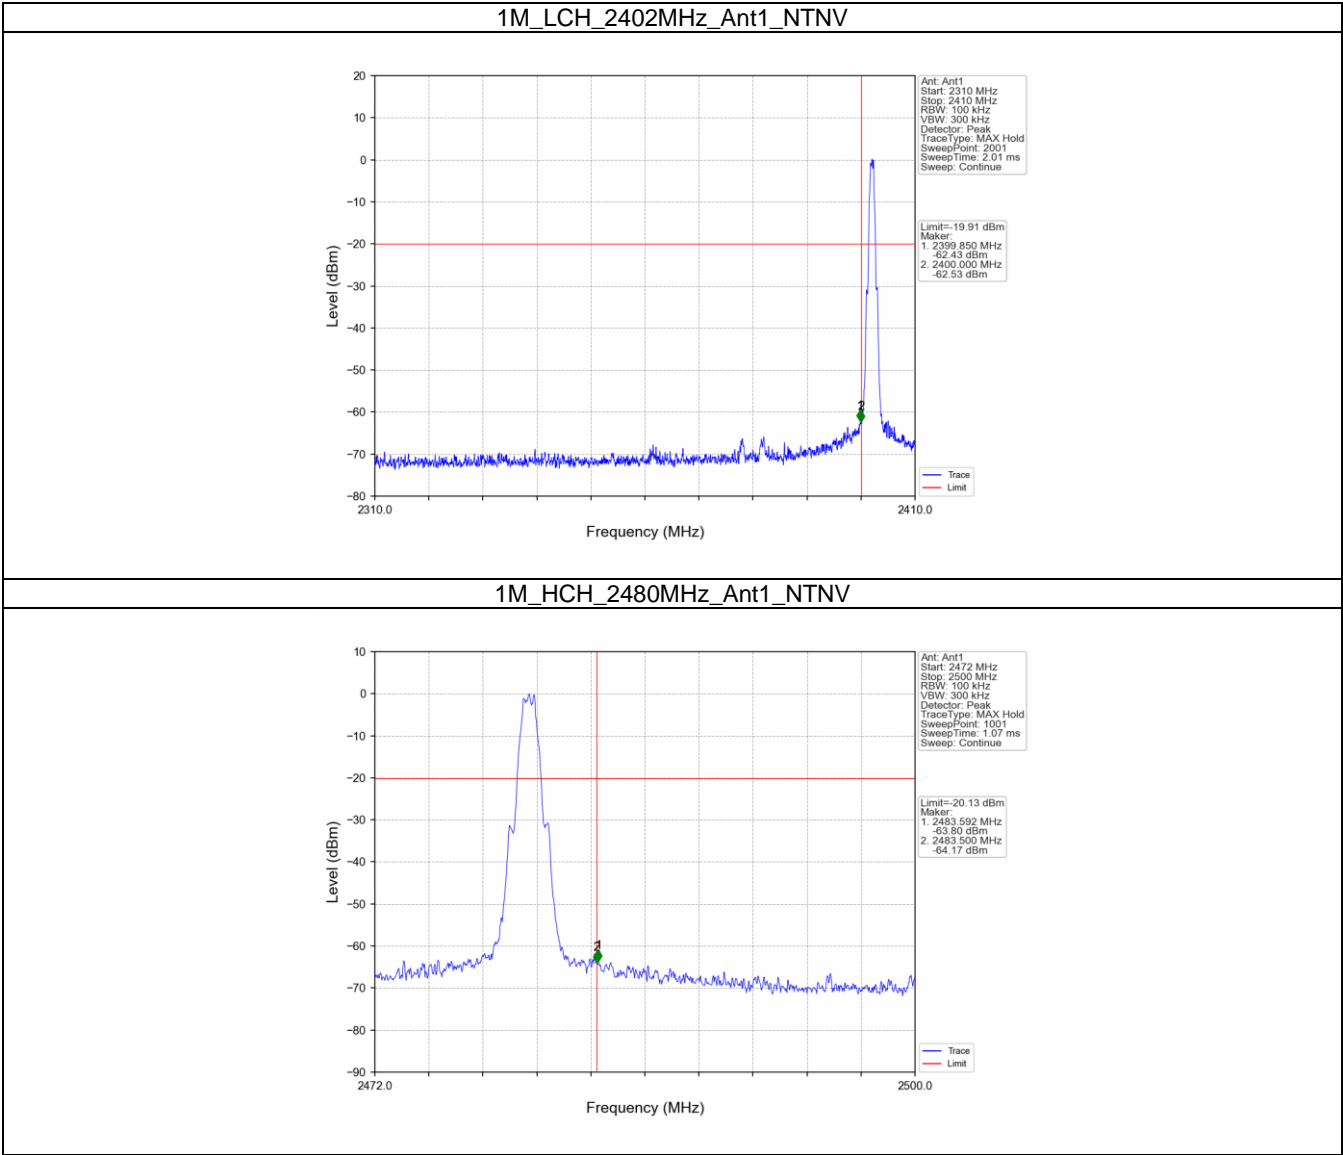 1M_LCH_2402MHz_Ant1_NTNV
20
10
0
−10
−20
−30
−40
−50
−60
−70
−80
Level (dBm)
2310.0
2410.0
Frequency (MHz)
2
Ant: Ant1
Start: 2310 MHz
Stop: 2410 MHz
RBW: 100 kHz
VBW: 300 kHz
Detector: Peak
TraceType: MAX Hold
SweepPoint: 2001
SweepTime: 2.01 ms
Sweep: Continue
Limit=-19.91 dBm
Maker:
1. 2399.850 MHz
-62.43 dBm
2. 2400.000 MHz
-62.53 dBm
Trace
Limit
1M_HCH_2480MHz_Ant1_NTNV
10
0
−10
−20
−30
−40
−50
−60
−70
−80
−90
Level (dBm)
2472.0
2500.0
Frequency (MHz)
1
2
Ant: Ant1
Start: 2472 MHz
Stop: 2500 MHz
RBW: 100 kHz
VBW: 300 kHz
Detector: Peak
TraceType: MAX Hold
SweepPoint: 1001
SweepTime: 1.07 ms
Sweep: Continue
Limit=-20.13 dBm
Maker:
1. 2483.592 MHz
-63.80 dBm
2. 2483.500 MHz
-64.17 dBm
Trace
Limit